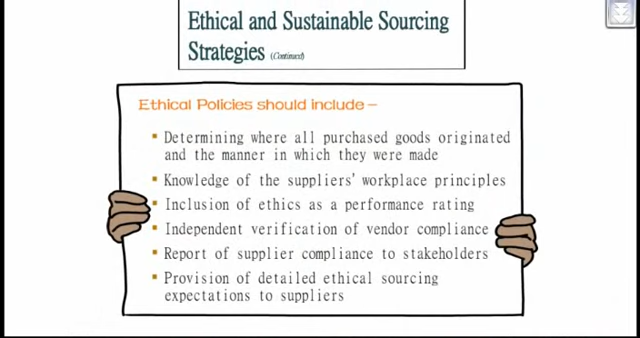 Ethical and Sustainable Sourcing
Strategies (Continued)
Ethical Policies should include –
▪ Determining where all purchased goods originated
and the manner in which they were made
▪ Knowledge of the suppliers' workplace principles
▪ Inclusion of ethics as a performance rating
▪ Independent verification of vendor compliance
▪ Report of supplier compliance to stakeholders
▪ Provision of detailed ethical sourcing
expectations to suppliers